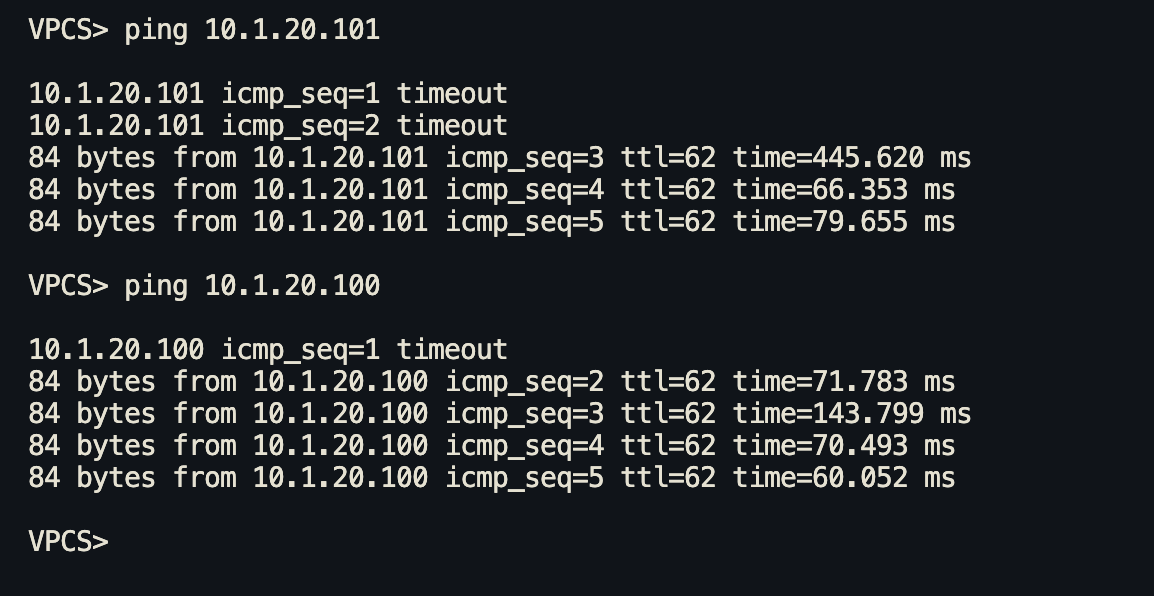 VPCS> ping 10.1.20.101
10.1.20.101 icmp_seq=1 timeout
10.1.20.101 icmp_seq=2 timeout
84 bytes from 10.1.20.101 icmp_seq=3 ttl=62 time=445.620 ms
84 bytes from 10.1.20.101 icmp_seq=4 ttl=62 time=66.353 ms
84 bytes from 10.1.20.101 icmp_seq=5 ttl=62 time=79.655 ms
VPCS> ping 10.1.20.100
10.1.20.100 icmp_seq=1 timeout
84 bytes from 10.1.20.100 icmp_seq=2 ttl=62 time=71.783 ms
84 bytes from 10.1.20.100 icmp_seq=3 ttl=62 time=143.799 ms
84 bytes from 10.1.20.100 icmp_seq=4 ttl=62 time=70.493 ms
84 bytes from 10.1.20.100 icmp_seq=5 ttl=62 time=60.052 ms
VPCS>